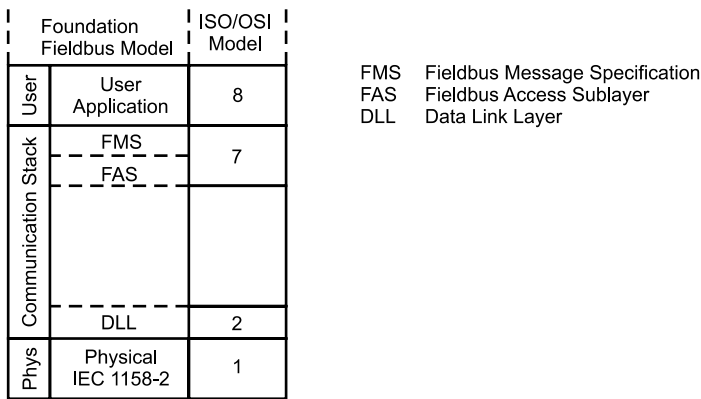 Foundation
Fieldbus Model
ISO/OSI
Model
User
User
Application
8
Communication Stack
FMS
7
FAS
DLL
2
Phys
Physical
IEC 1158-2
1
FMS Fieldbus Message Specification
FAS Fieldbus Access Sublayer
DLL Data Link Layer